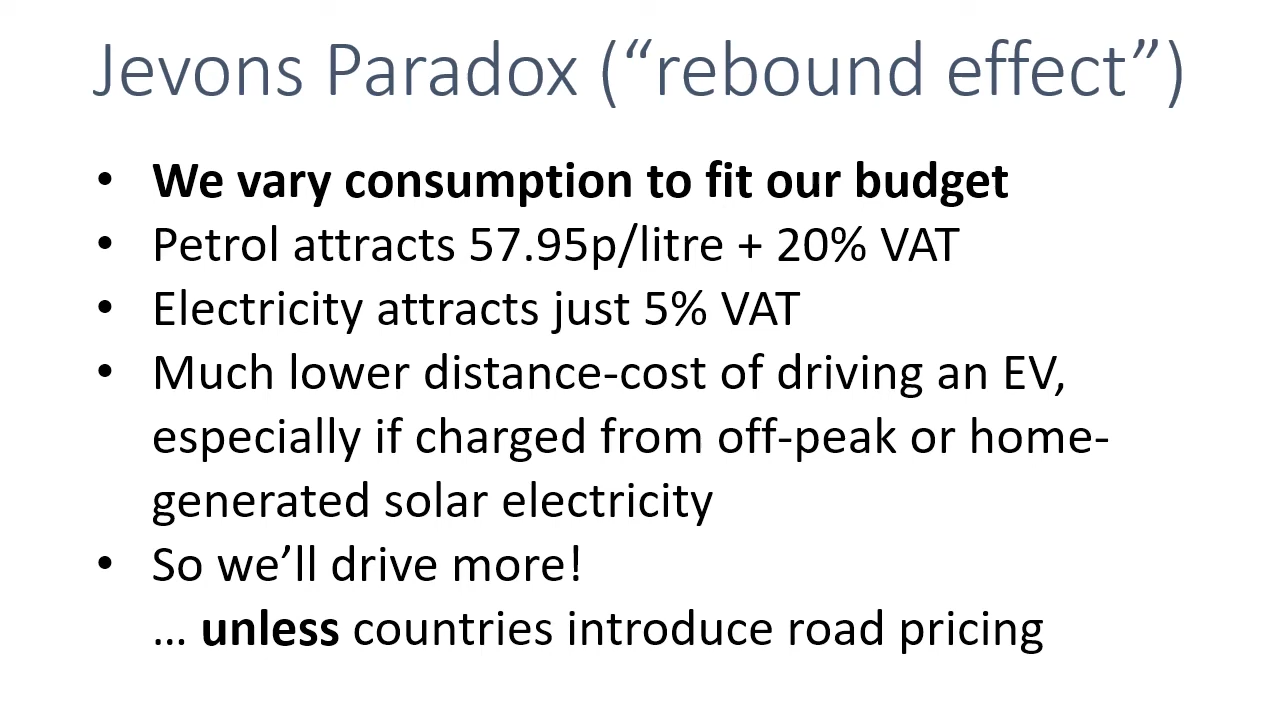 Jevons Paradox (“rebound effect”)
• We vary consumption to fit our budget
• Petrol attracts 57.95p/litre + 20% VAT
• Electricity attracts just 5% VAT
• Much lower distance-cost of driving an EV,
especially if charged from off-peak or home-
generated solar electricity
• So we’ll drive more!
… unless countries introduce road pricing